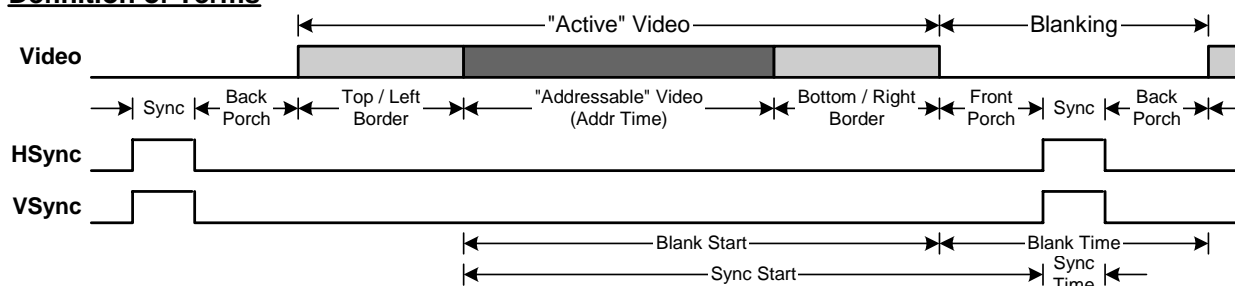 Definition of Terms
"Active" Video
Blanking
Video
Sync
Back
Porch
Top / Left
Border
"Addressable" Video
(Addr Time)
Bottom / Right
Border
Front
Porch
Sync
Back
Porch
HSync
VSync
Blank Start
Blank Time
Sync Start
Sync
Time